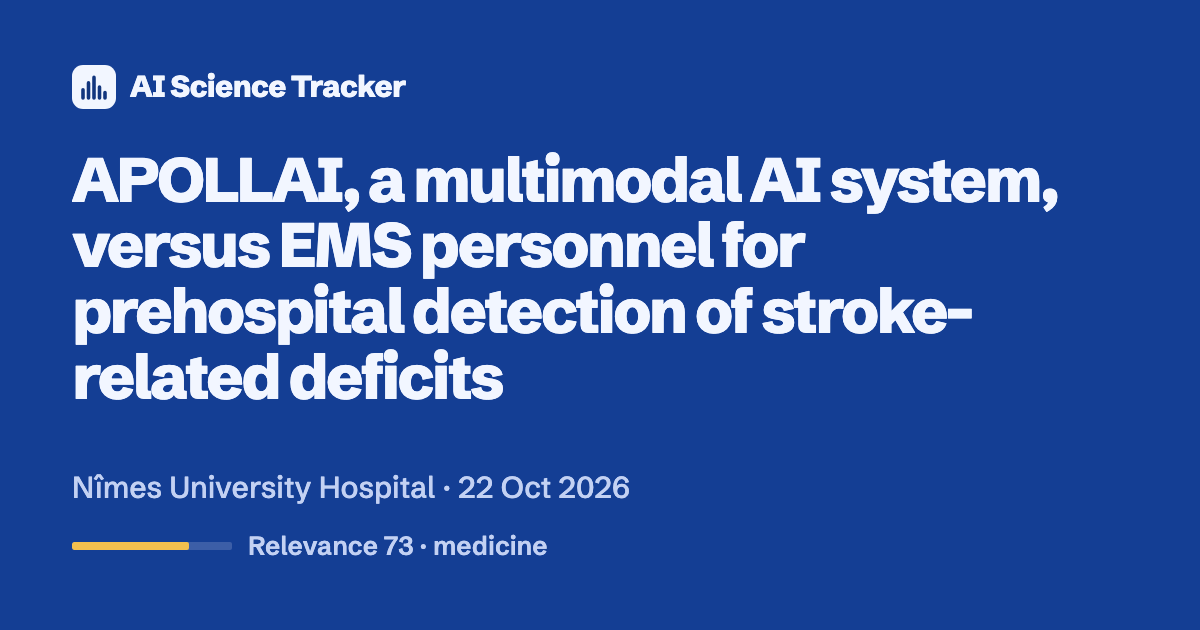 AI Science Tracker
APOLLAI, a multimodal AI system,
versus EMS personnel for
prehospital detection of stroke-
related deficits
Nîmes University Hospital · 22 Oct 2026
Relevance 73 · medicine